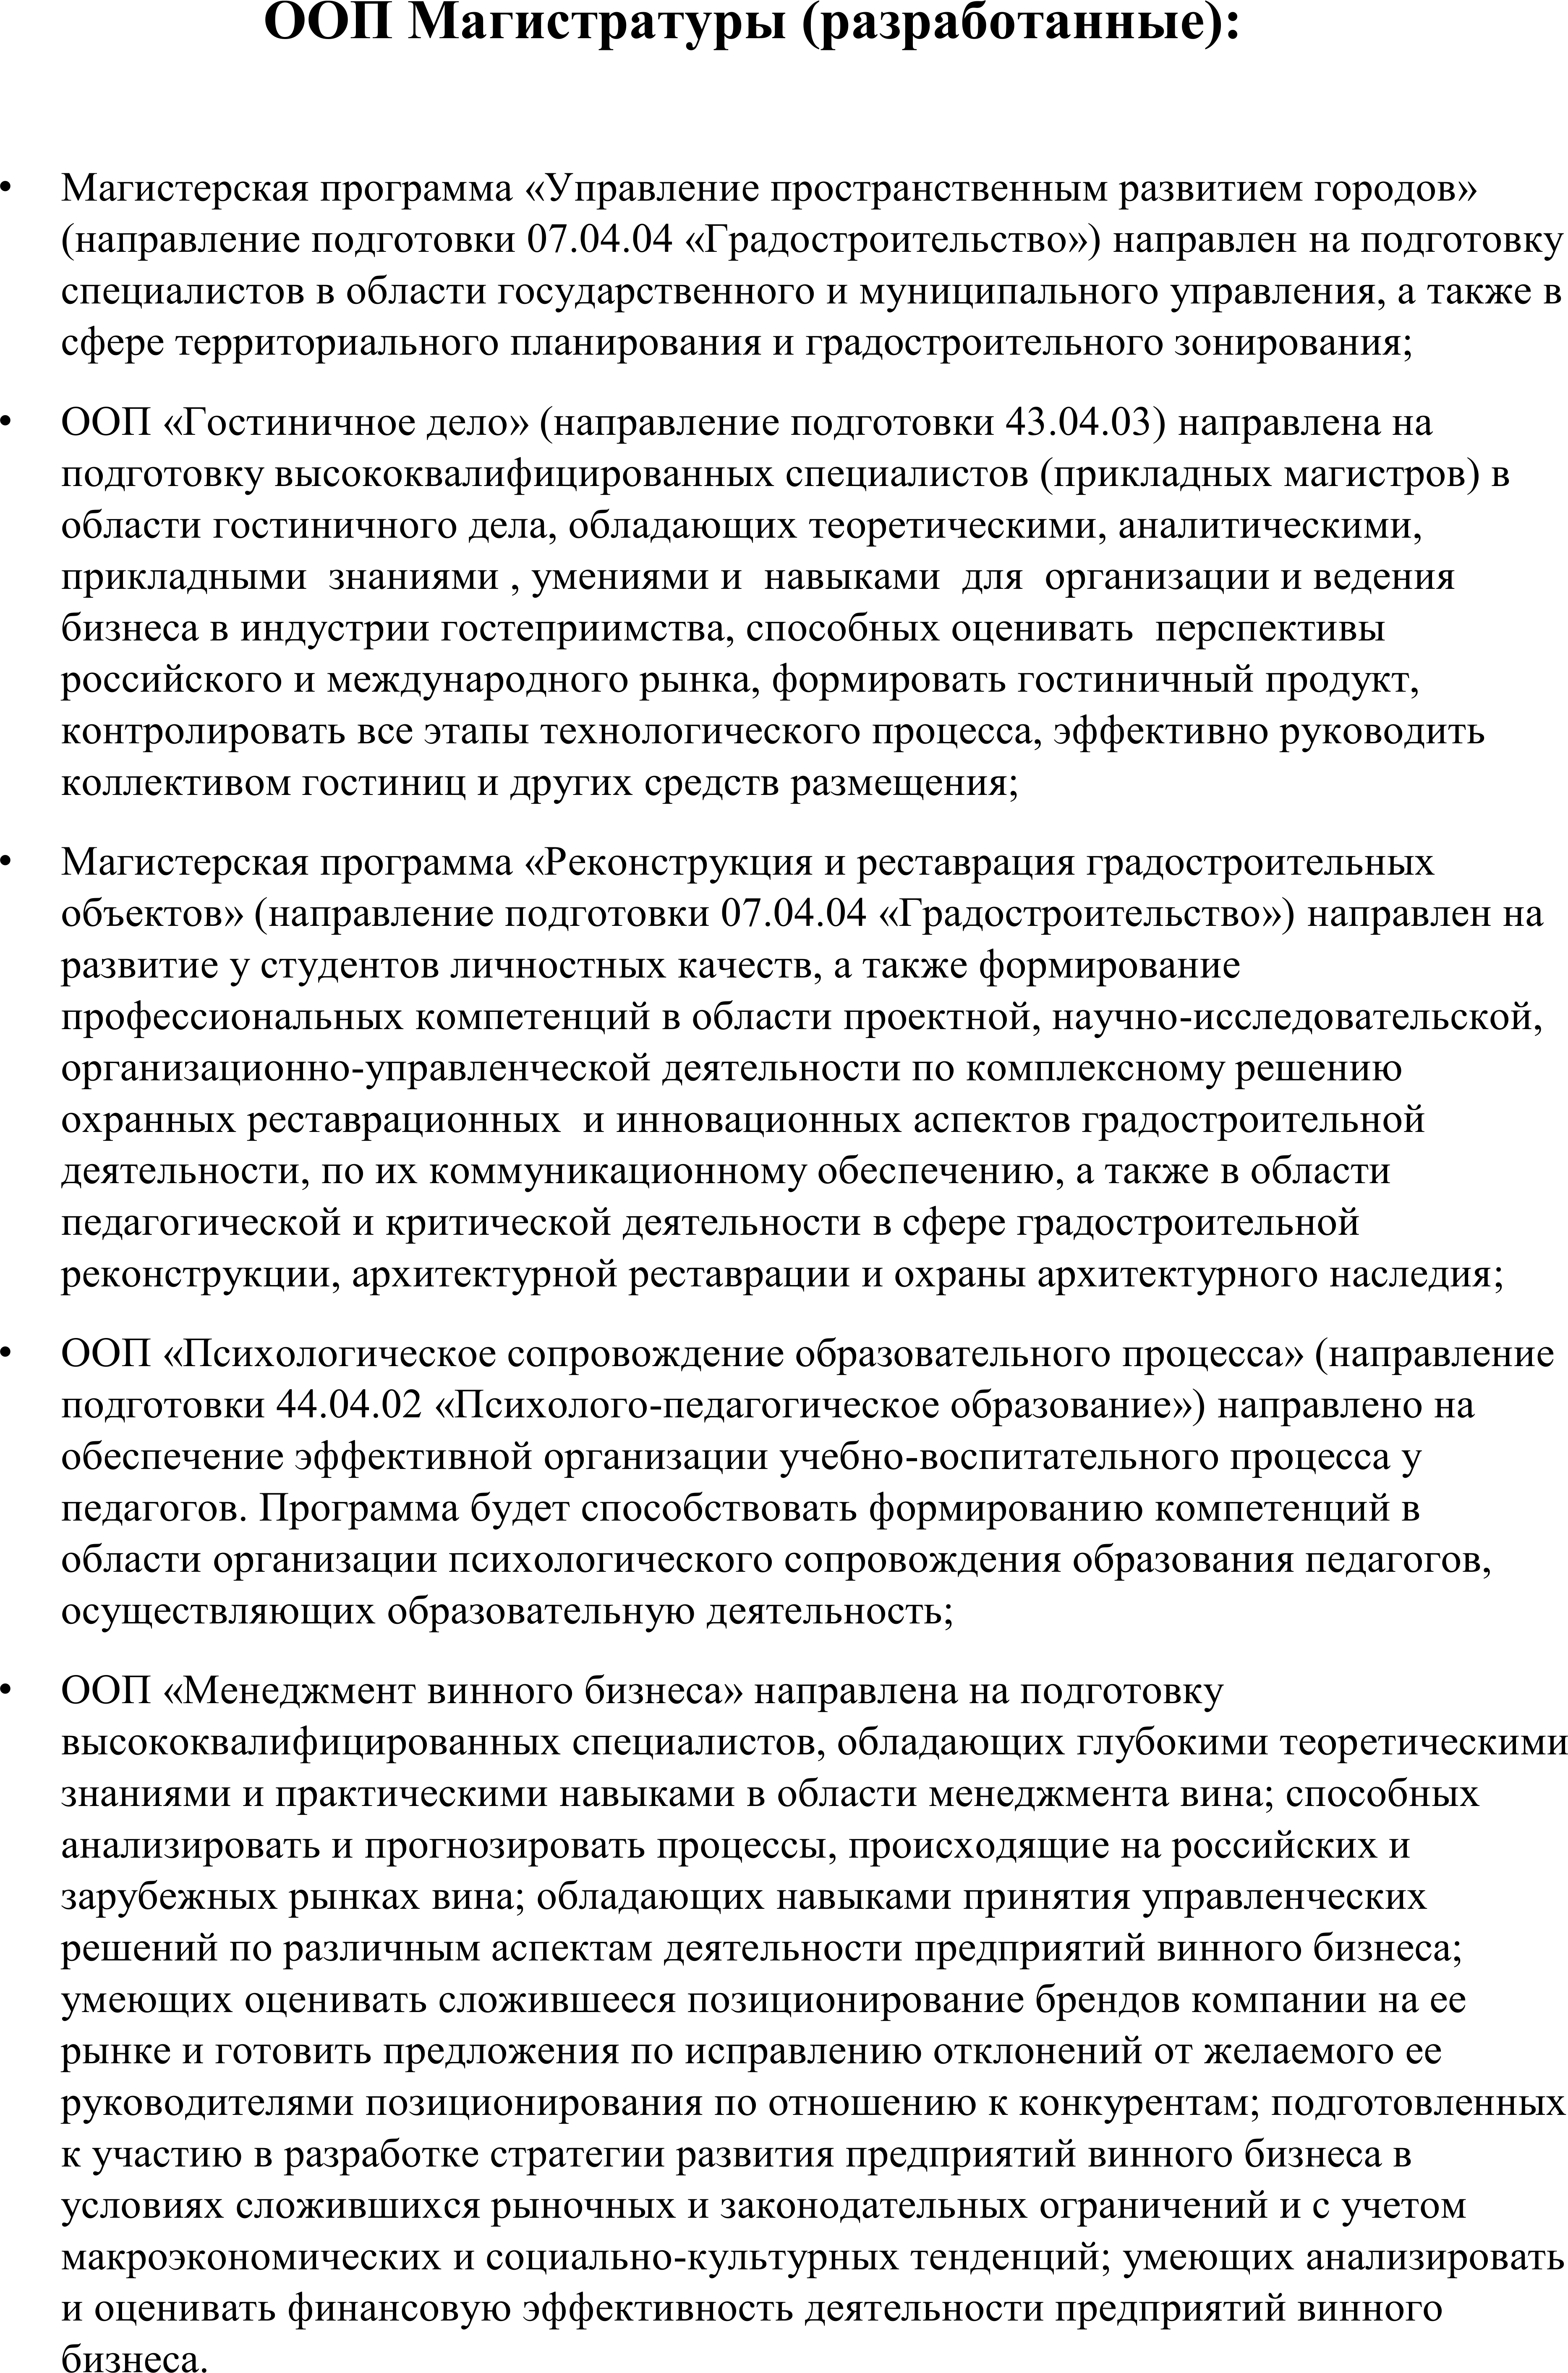 ООП Магистратуры (разработанные):
• Магистерская программа «Управление пространственным развитием городов»
(направление подготовки 07.04.04 «Градостроительство») направлен на подготовку
специалистов в области государственного и муниципального управления, а также в
сфере территориального планирования и градостроительного зонирования;
• ООП «Гостиничное дело» (направление подготовки 43.04.03) направлена на
подготовку высококвалифицированных специалистов (прикладных магистров) в
области гостиничного дела, обладающих теоретическими, аналитическими,
прикладными знаниями , умениями и навыками для организации и ведения
бизнеса в индустрии гостеприимства, способных оценивать перспективы
российского и международного рынка, формировать гостиничный продукт,
контролировать все этапы технологического процесса, эффективно руководить
коллективом гостиниц и других средств размещения;
• Магистерская программа «Реконструкция и реставрация градостроительных
объектов» (направление подготовки 07.04.04 «Градостроительство») направлен на
развитие у студентов личностных качеств, а также формирование
профессиональных компетенций в области проектной, научно-исследовательской,
организационно-управленческой деятельности по комплексному решению
охранных реставрационных и инновационных аспектов градостроительной
деятельности, по их коммуникационному обеспечению, а также в области
педагогической и критической деятельности в сфере градостроительной
реконструкции, архитектурной реставрации и охраны архитектурного наследия;
• ООП «Психологическое сопровождение образовательного процесса» (направление
подготовки 44.04.02 «Психолого-педагогическое образование») направлено на
обеспечение эффективной организации учебно-воспитательного процесса у
педагогов. Программа будет способствовать формированию компетенций в
области организации психологического сопровождения образования педагогов,
осуществляющих образовательную деятельность;
• ООП «Менеджмент винного бизнеса» направлена на подготовку
высококвалифицированных специалистов, обладающих глубокими теоретическими
знаниями и практическими навыками в области менеджмента вина; способных
анализировать и прогнозировать процессы, происходящие на российских и
зарубежных рынках вина; обладающих навыками принятия управленческих
решений по различным аспектам деятельности предприятий винного бизнеса;
умеющих оценивать сложившееся позиционирование брендов компании на ее
рынке и готовить предложения по исправлению отклонений от желаемого ее
руководителями позиционирования по отношению к конкурентам; подготовленных
к участию в разработке стратегии развития предприятий винного бизнеса в
условиях сложившихся рыночных и законодательных ограничений и с учетом
макроэкономических и социально-культурных тенденций; умеющих анализировать
и оценивать финансовую эффективность деятельности предприятий винного
бизнеса.